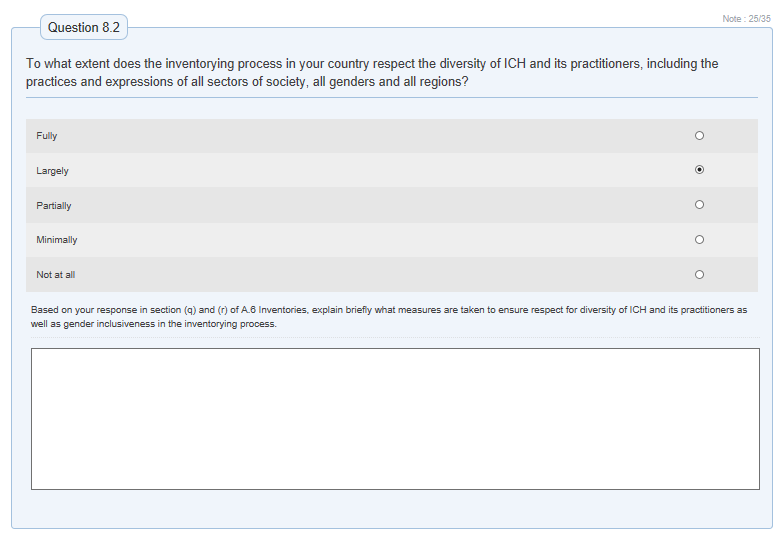 Note : 25/35
Question 8.2
To what extent does the inventorying process in your country respect the diversity of ICH and its practitioners, including the
practices and expressions of all sectors of society, all genders and all regions?
Fully
Largely
Partially
Minimally
Not at all
Based on your response in section (q) and (r) of A.6 Inventories, explain briefly what measures are taken to ensure respect for diversity of ICH and its practitioners as
well as gender inclusiveness in the inventorying process.